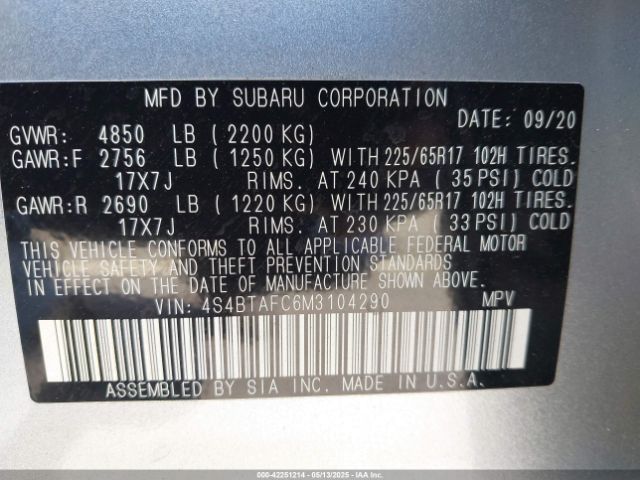 MFD BY SUBARU CORPORATION
DATE: 09/20
GVWR: 4850 LB (2200 KG)
GAWR:F 2756 LB (1250 KG) WITH 225/65R17 102H TIRES.
17X7J RIMS. AT 240 KPA (35 PSI) COLD
GAWR:R 2690 LB (1220 KG) WITH 225/65R17 102H TIRES.
17X7J RIMS. AT 230 KPA (33 PSI) COLD
THIS VEHICLE CONFORMS TO ALL APPLICABLE FEDERAL MOTOR
VEHICLE SAFETY AND THEFT PREVENTION STANDARDS
IN EFFECT ON THE DATE OF MANUFACTURE SHOWN ABOVE.
VIN: 4S4BTAFC6M3104290 MPV
ASSEMBLED BY SIA INC. MADE IN U.S.A.
000-42251214 - 05/13/2025 - IAAI.CA